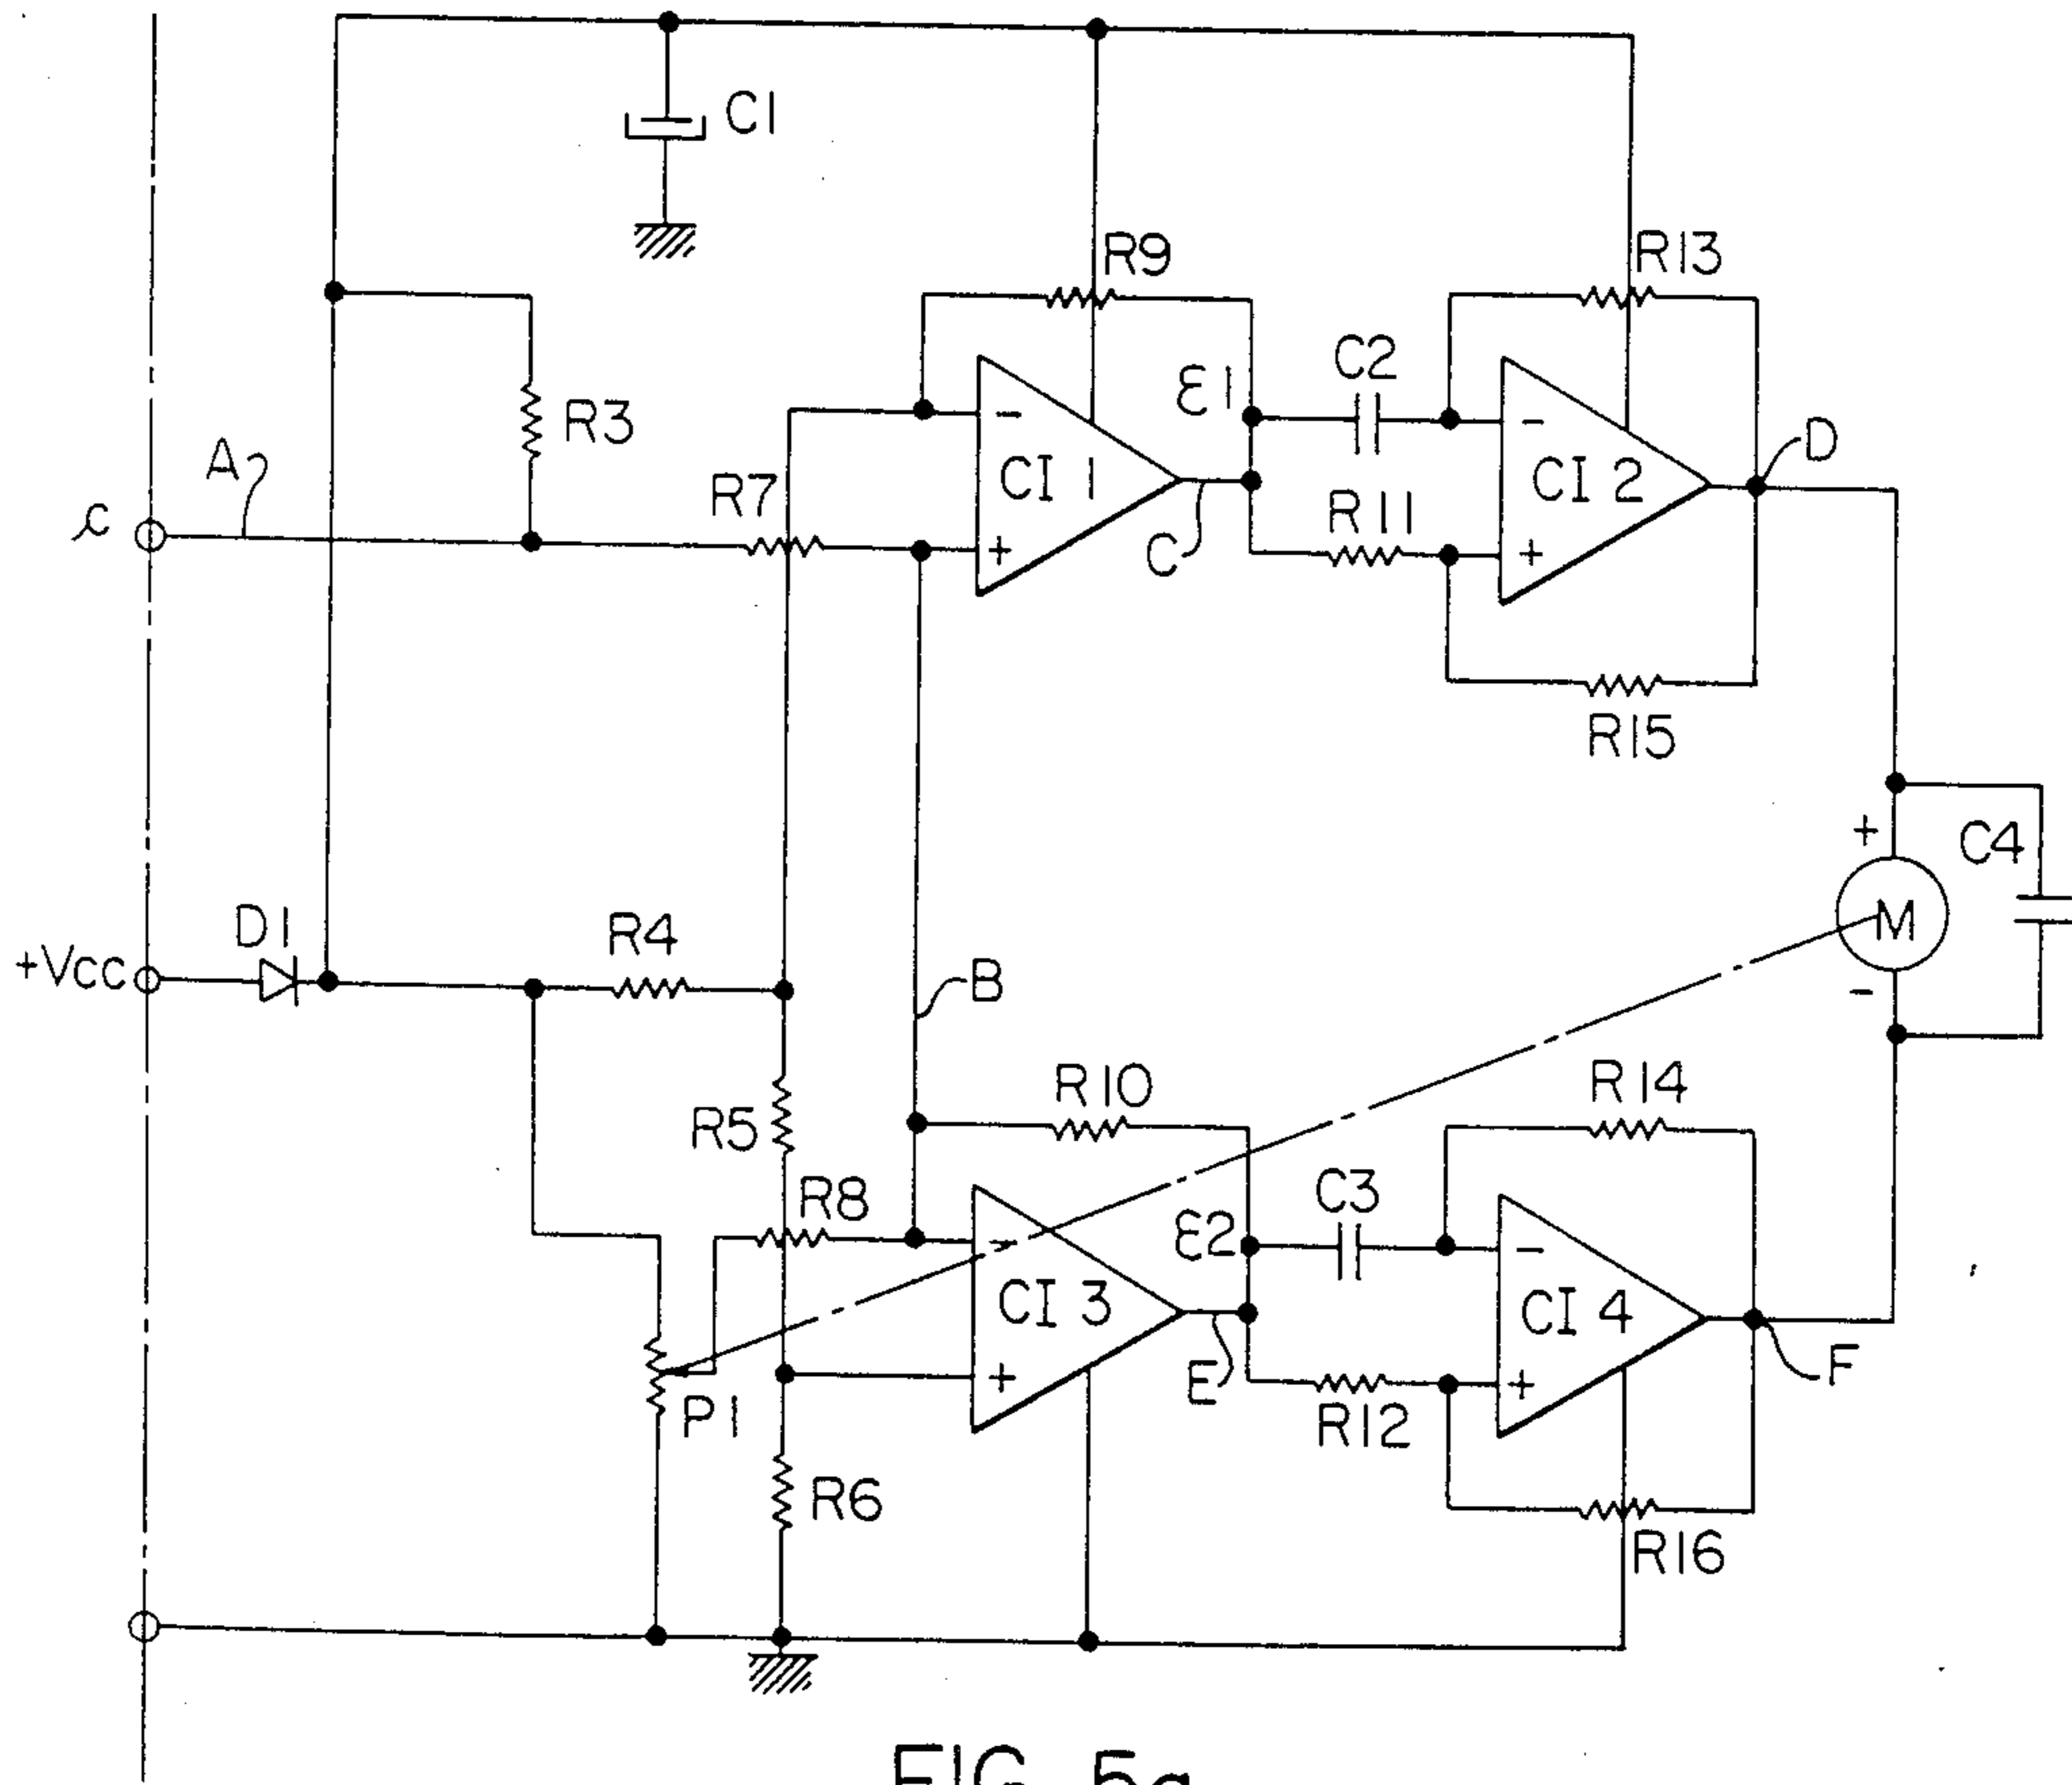 C1
R9
R13
C2
ε1
R3
D
A
R7
CI 1
CI 2
c
R11
C
R15
+
C4
D1
R4
M
+Vcc
B
R10
R14
R5
R8
C3
ε2
CI 3
CI 4
E
F
P1
R12
R6
R16
FIG. 5a